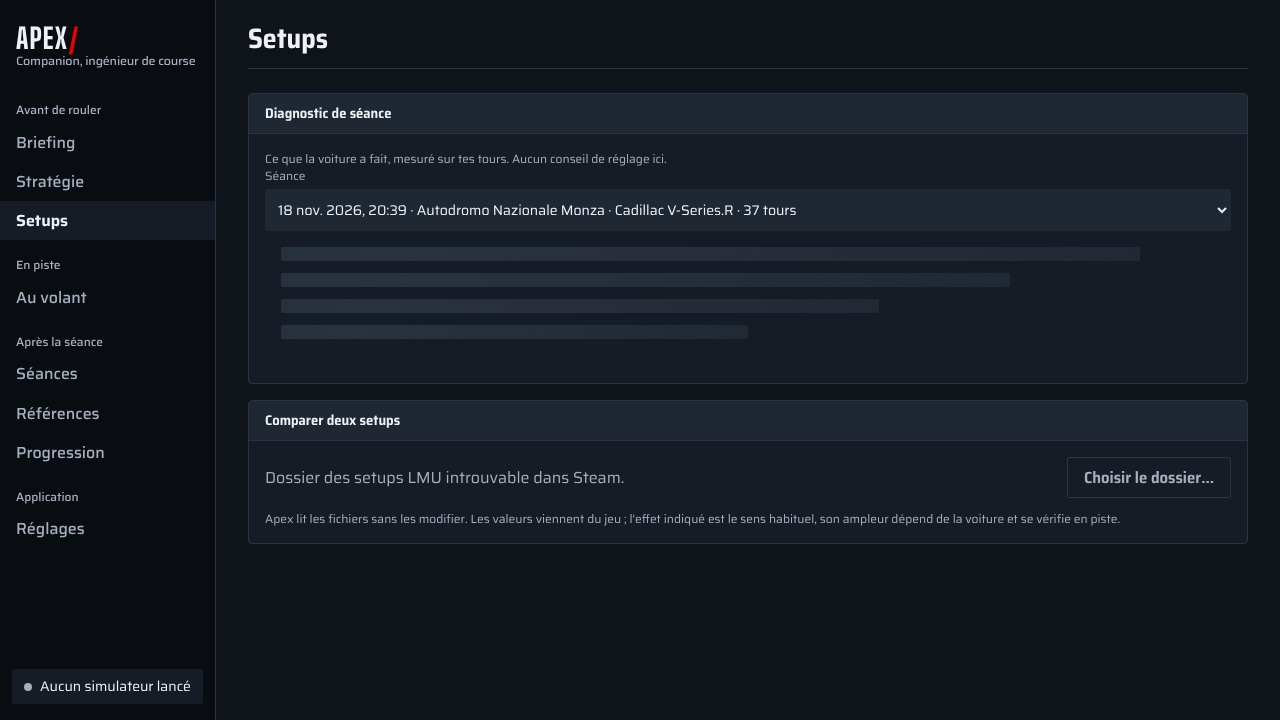 APEX/
Companion, ingénieur de course
Avant de rouler
Briefing
Stratégie
Setups
En piste
Au volant
Après la séance
Séances
Références
Progression
Application
Réglages
Aucun simulateur lancé
Setups
Diagnostic de séance
Ce que la voiture a fait, mesuré sur tes tours. Aucun conseil de réglage ici.
Séance
18 nov. 2026, 20:39 · Autodromo Nazionale Monza · Cadillac V-Series.R · 37 tours
Comparer deux setups
Dossier des setups LMU introuvable dans Steam.
Choisir le dossier...
Apex lit les fichiers sans les modifier. Les valeurs viennent du jeu ; l'effet indiqué est le sens habituel, son ampleur dépend de la voiture et se vérifie en piste.